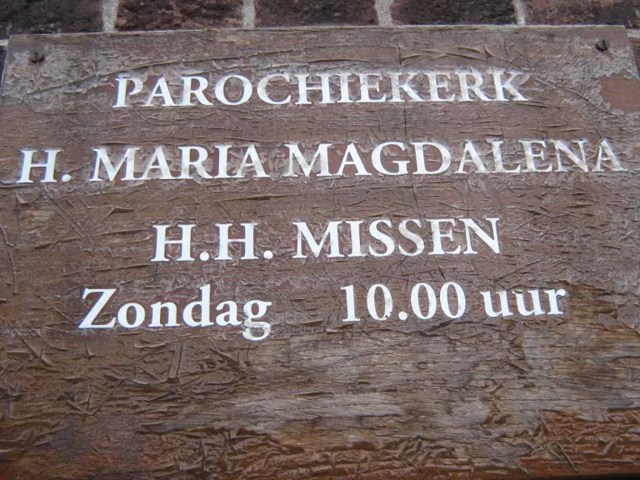 PAROCHIEKERK
H. MARIA MAGDALENA
H.H. MISSEN
Zondag 10.00 uur